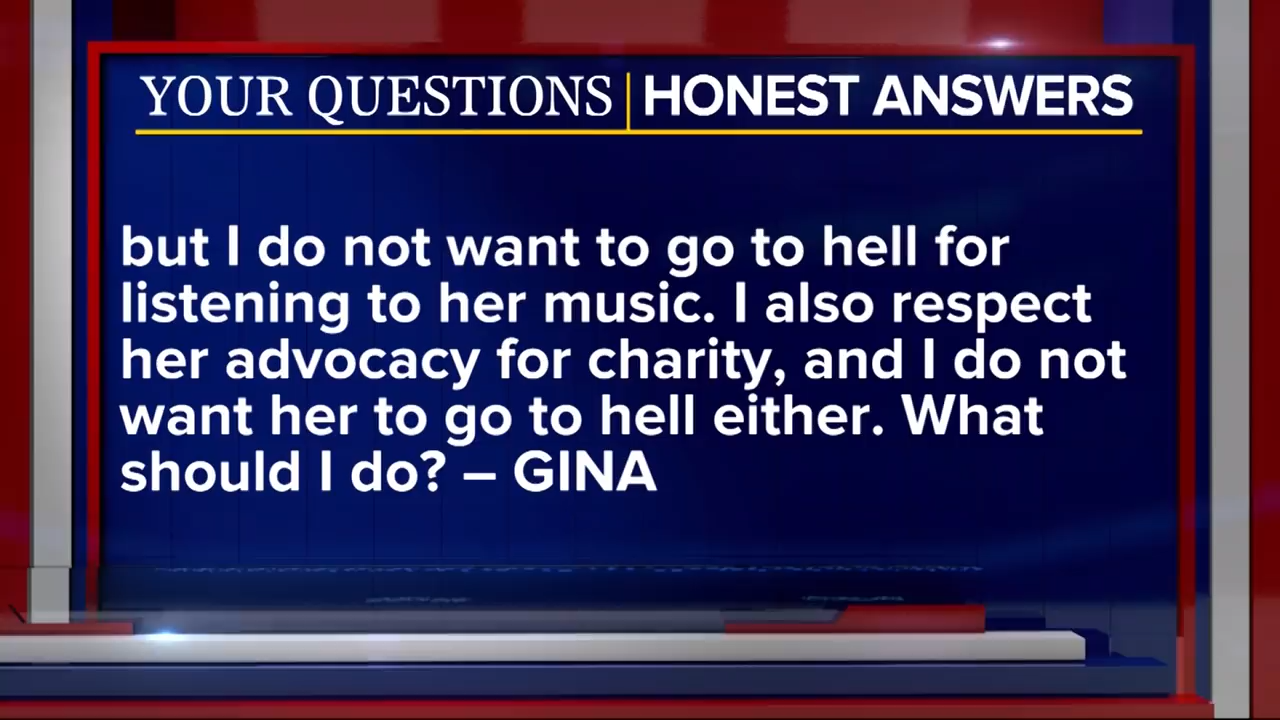 YOUR QUESTIONS | HONEST ANSWERS
but I do not want to go to hell for
listening to her music. I also respect
her advocacy for charity, and I do not
want her to go to hell either. What
should I do? – GINA